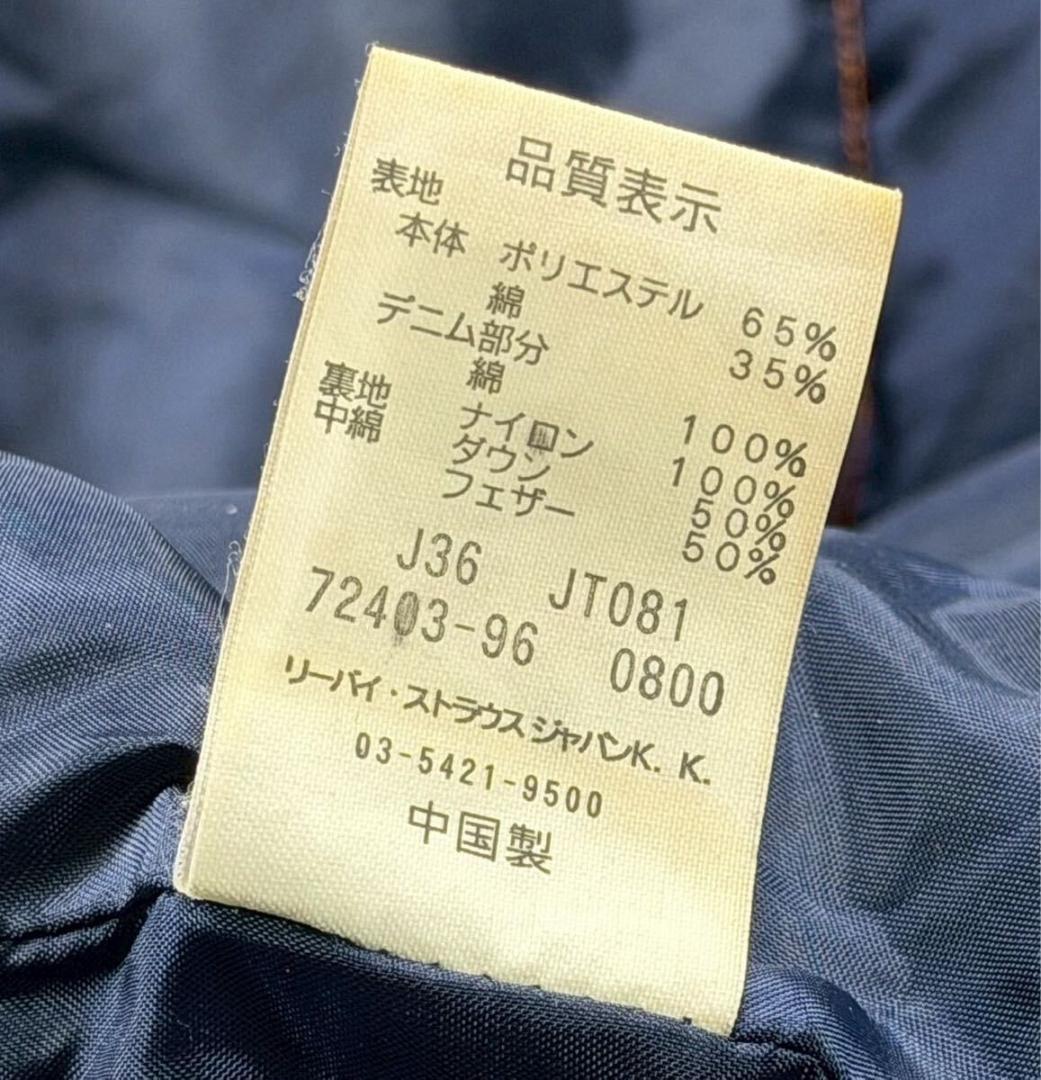 品質表示
表地
本体 ポリエステル 65%
綿 35%
デニム部分
綿 100%
裏地 ナイロン 100%
中綿 ダウン 50%
フェザー 50%
J36 JT081
72403-96 0800
リーバイ・ストラウスジャパンK. K.
03-5421-9500
中国製